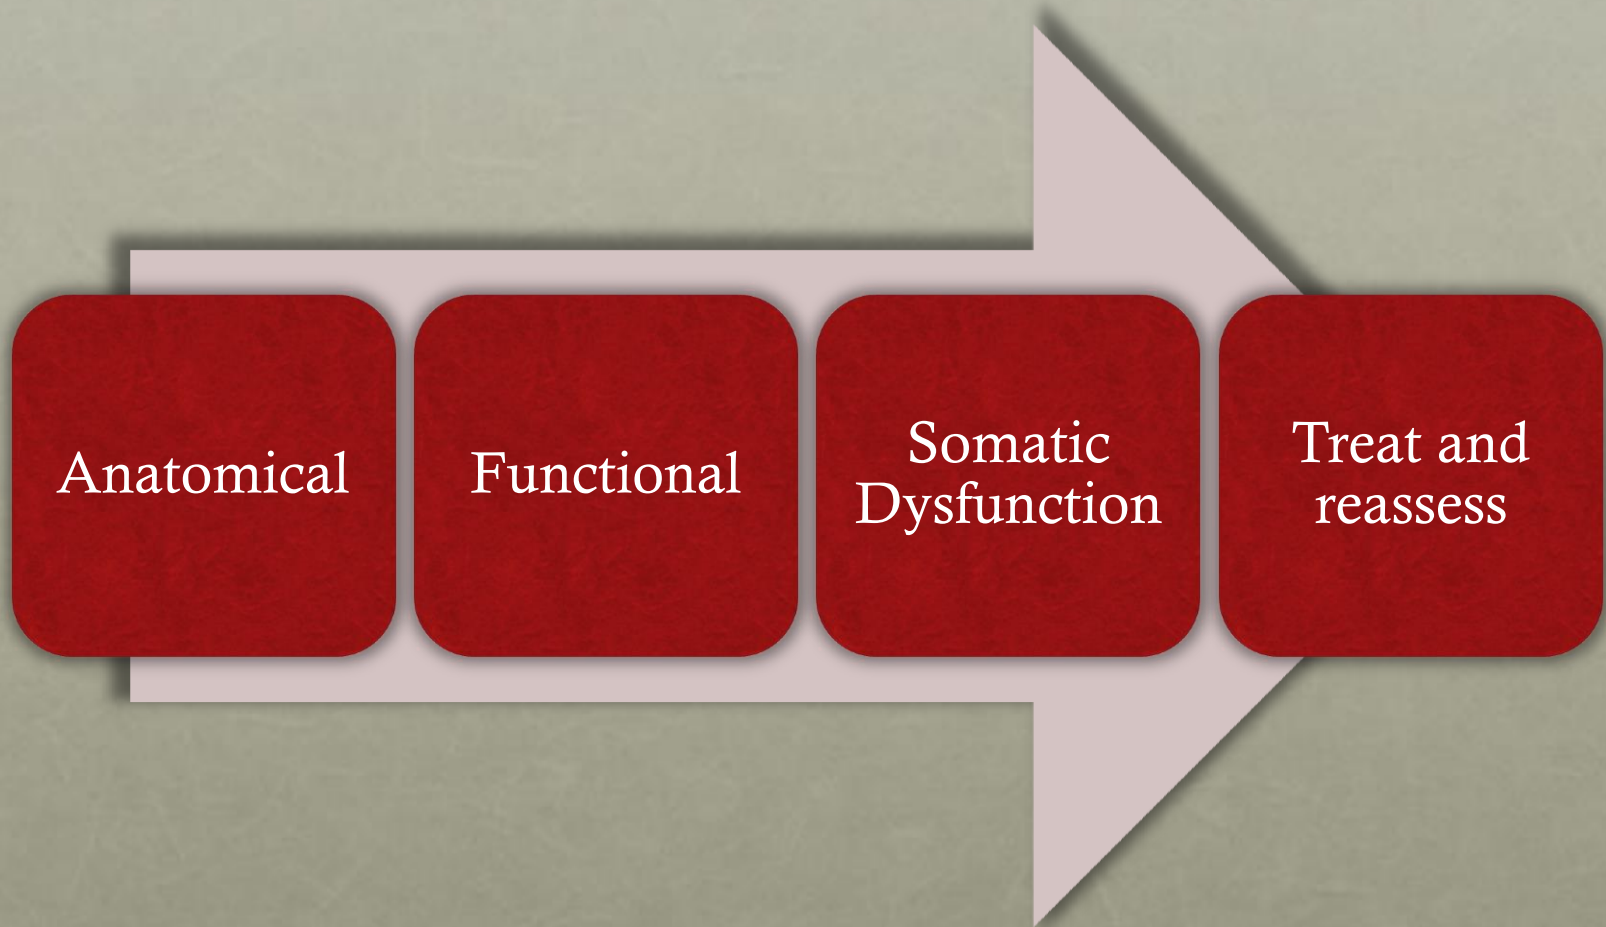 Anatomical
Functional
Somatic
Dysfunction
Treat and
reassess